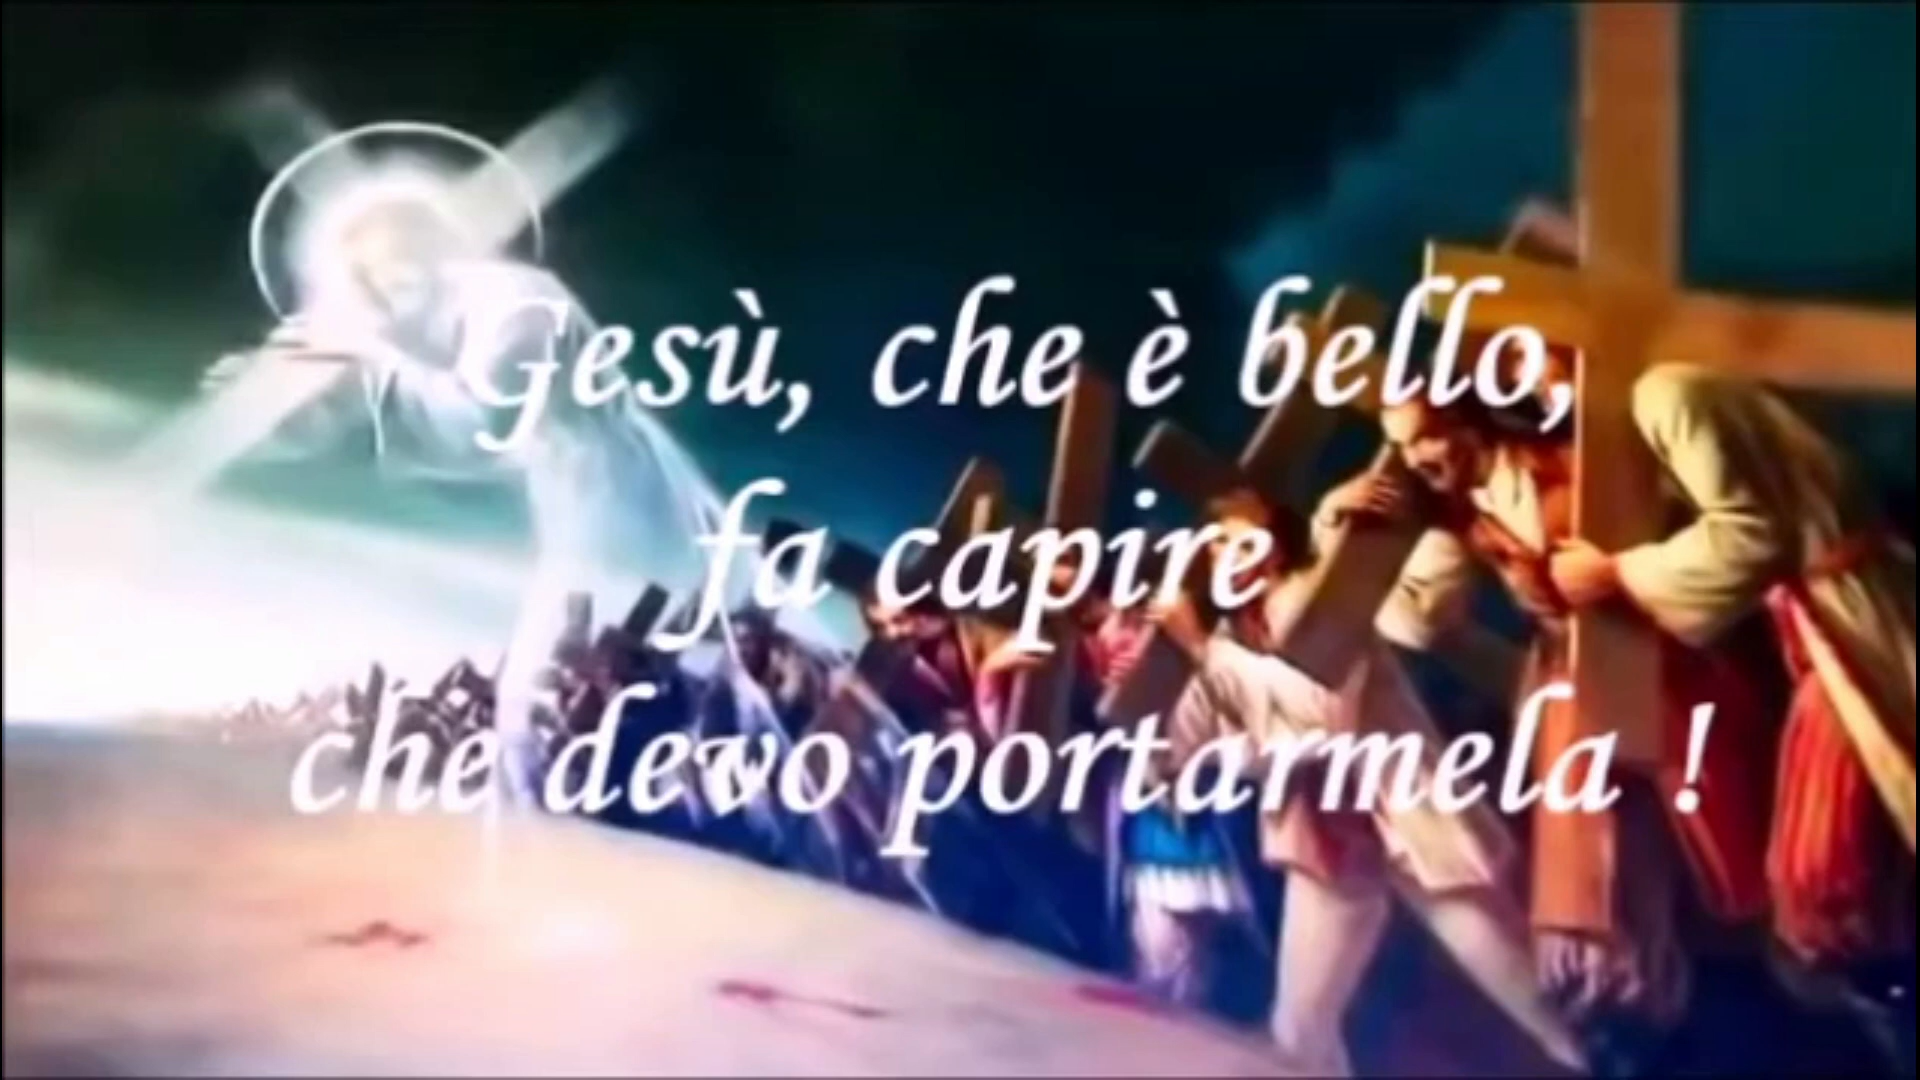 Gesù, che è bello,
fa capire
che devo portarmela !